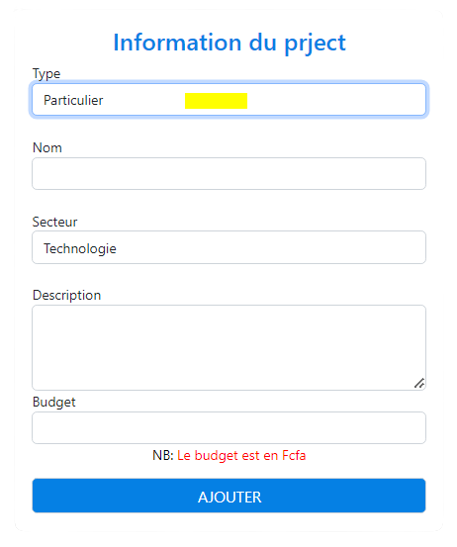 Information du prject
Type
Particulier
Nom
Secteur
Technologie
Description
Budget
NB: Le budget est en Fcfa
AJOUTER